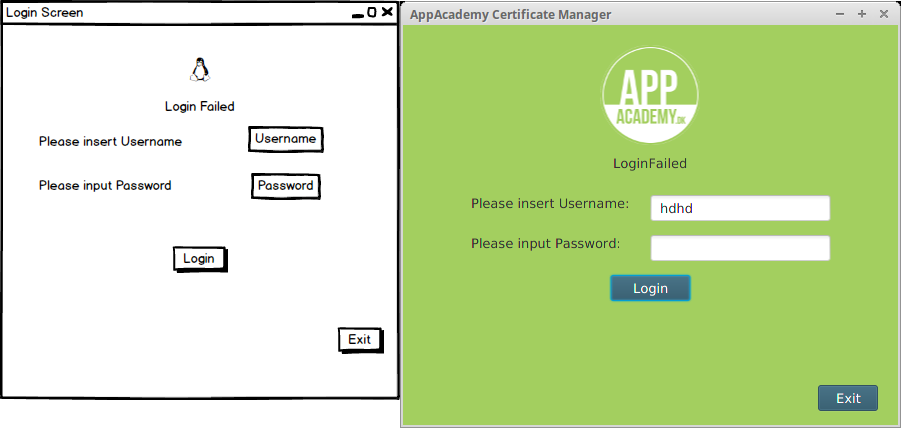 Login Screen
Login Failed
Please insert Username
Username
Please input Password
Password
Login
Exit
AppAcademy Certificate Manager
APP
ACADEMY.DK
LoginFailed
Please insert Username:
hdhd
Please input Password:
Login
Exit